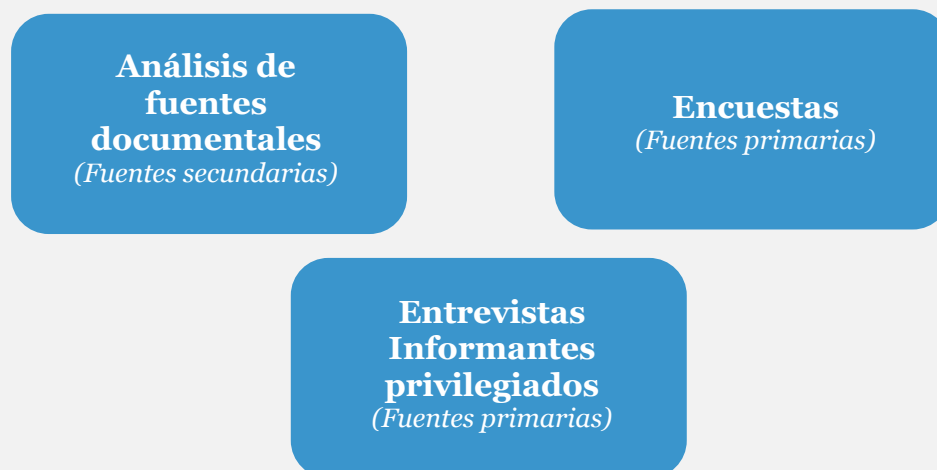 Análisis de
fuentes
documentales
(Fuentes secundarias)
Encuestas
(Fuentes primarias)
Entrevistas
Informantes
privilegiados
(Fuentes primarias)